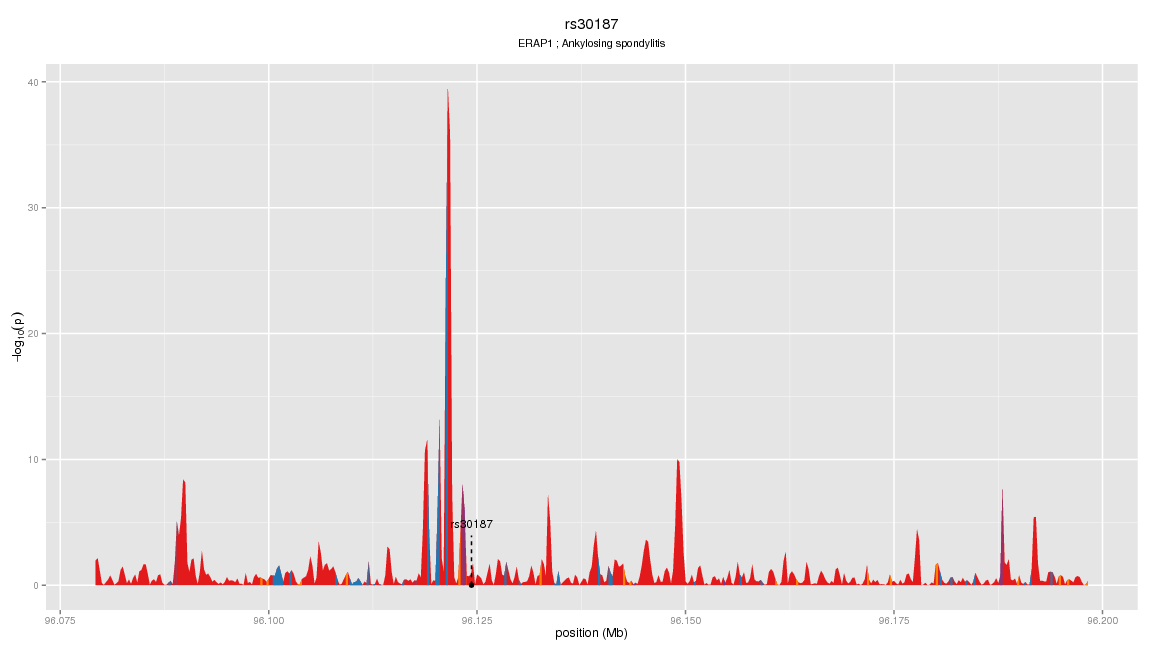 rs30187
ERAP1 ; Ankylosing spondylitis
40
30
20
10
0
−log10(p)
rs30187
96.075 96.100 96.125 96.150 96.175 96.200
position (Mb)